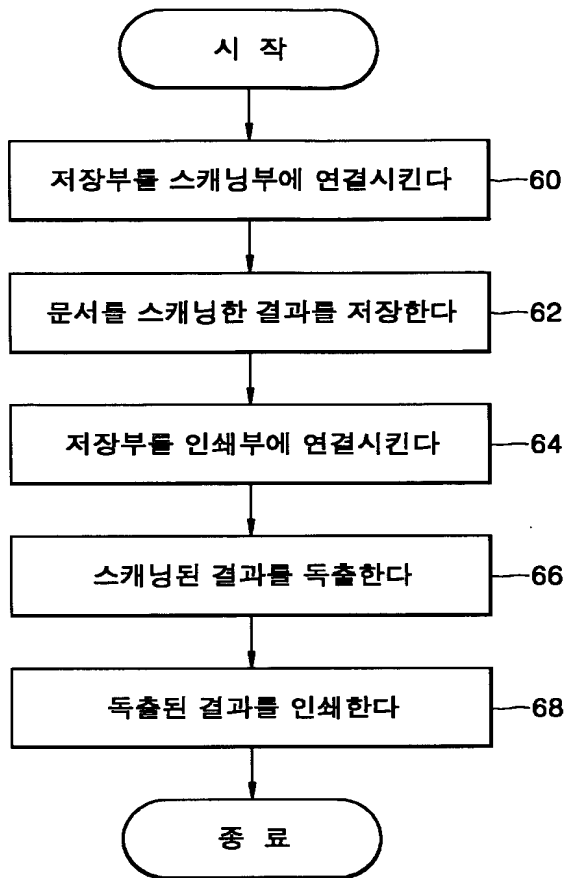 시 작
저장부를 스캐닝부에 연결시킨다 60
문서를 스캐닝한 결과를 저장한다 62
저장부를 인쇄부에 연결시킨다 64
스캐닝된 결과를 독출한다 66
독출된 결과를 인쇄한다 68
종 료